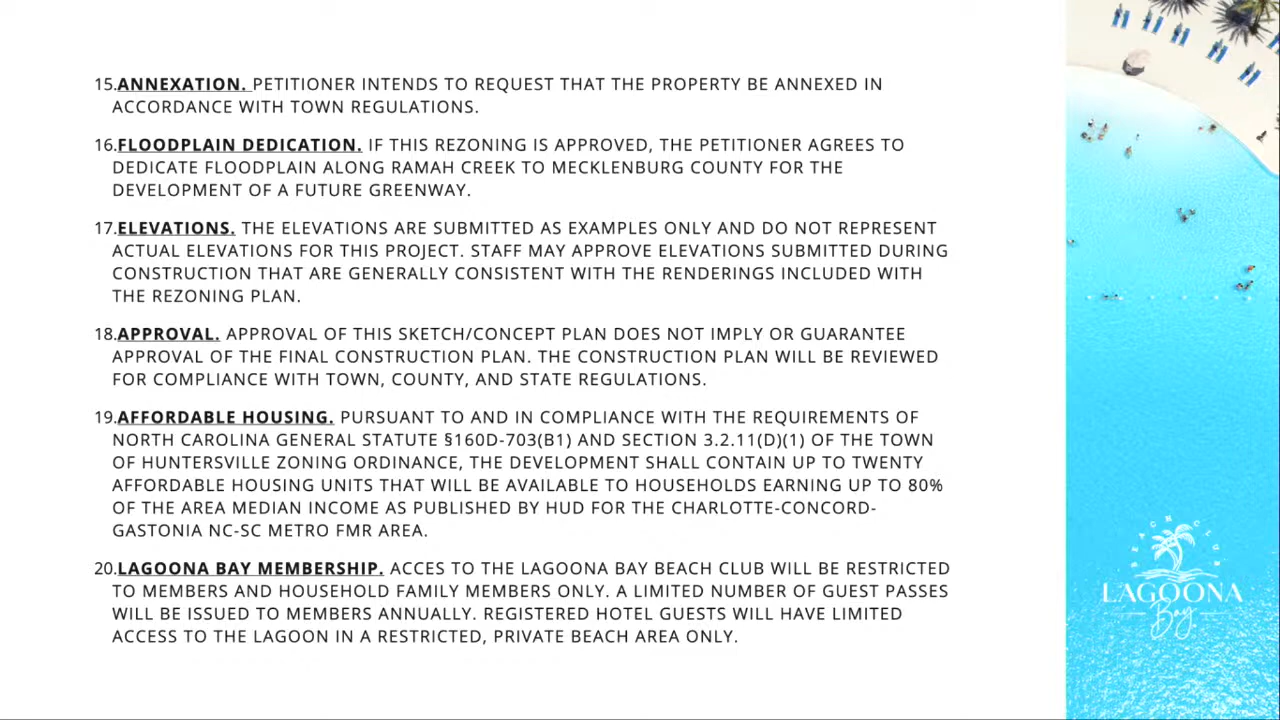 15.ANNEXATION. PETITIONER INTENDS TO REQUEST THAT THE PROPERTY BE ANNEXED IN
ACCORDANCE WITH TOWN REGULATIONS.
16.FLOODPLAIN DEDICATION. IF THIS REZONING IS APPROVED, THE PETITIONER AGREES TO
DEDICATE FLOODPLAIN ALONG RAMAH CREEK TO MECKLENBURG COUNTY FOR THE
DEVELOPMENT OF A FUTURE GREENWAY.
17.ELEVATIONS. THE ELEVATIONS ARE SUBMITTED AS EXAMPLES ONLY AND DO NOT REPRESENT
ACTUAL ELEVATIONS FOR THIS PROJECT. STAFF MAY APPROVE ELEVATIONS SUBMITTED DURING
CONSTRUCTION THAT ARE GENERALLY CONSISTENT WITH THE RENDERINGS INCLUDED WITH
THE REZONING PLAN.
18.APPROVAL. APPROVAL OF THIS SKETCH/CONCEPT PLAN DOES NOT IMPLY OR GUARANTEE
APPROVAL OF THE FINAL CONSTRUCTION PLAN. THE CONSTRUCTION PLAN WILL BE REVIEWED
FOR COMPLIANCE WITH TOWN, COUNTY, AND STATE REGULATIONS.
19.AFFORDABLE HOUSING. PURSUANT TO AND IN COMPLIANCE WITH THE REQUIREMENTS OF
NORTH CAROLINA GENERAL STATUTE §160D-703(B1) AND SECTION 3.2.11(D)(1) OF THE TOWN
OF HUNTERSVILLE ZONING ORDINANCE, THE DEVELOPMENT SHALL CONTAIN UP TO TWENTY
AFFORDABLE HOUSING UNITS THAT WILL BE AVAILABLE TO HOUSEHOLDS EARNING UP TO 80%
OF THE AREA MEDIAN INCOME AS PUBLISHED BY HUD FOR THE CHARLOTTE-CONCORD-
GASTONIA NC-SC METRO FMR AREA.
20.LAGOONA BAY MEMBERSHIP. ACCES TO THE LAGOONA BAY BEACH CLUB WILL BE RESTRICTED
TO MEMBERS AND HOUSEHOLD FAMILY MEMBERS ONLY. A LIMITED NUMBER OF GUEST PASSES
WILL BE ISSUED TO MEMBERS ANNUALLY. REGISTERED HOTEL GUESTS WILL HAVE LIMITED
ACCESS TO THE LAGOON IN A RESTRICTED, PRIVATE BEACH AREA ONLY.
BEACH CLUB
LAGOONA
Bay